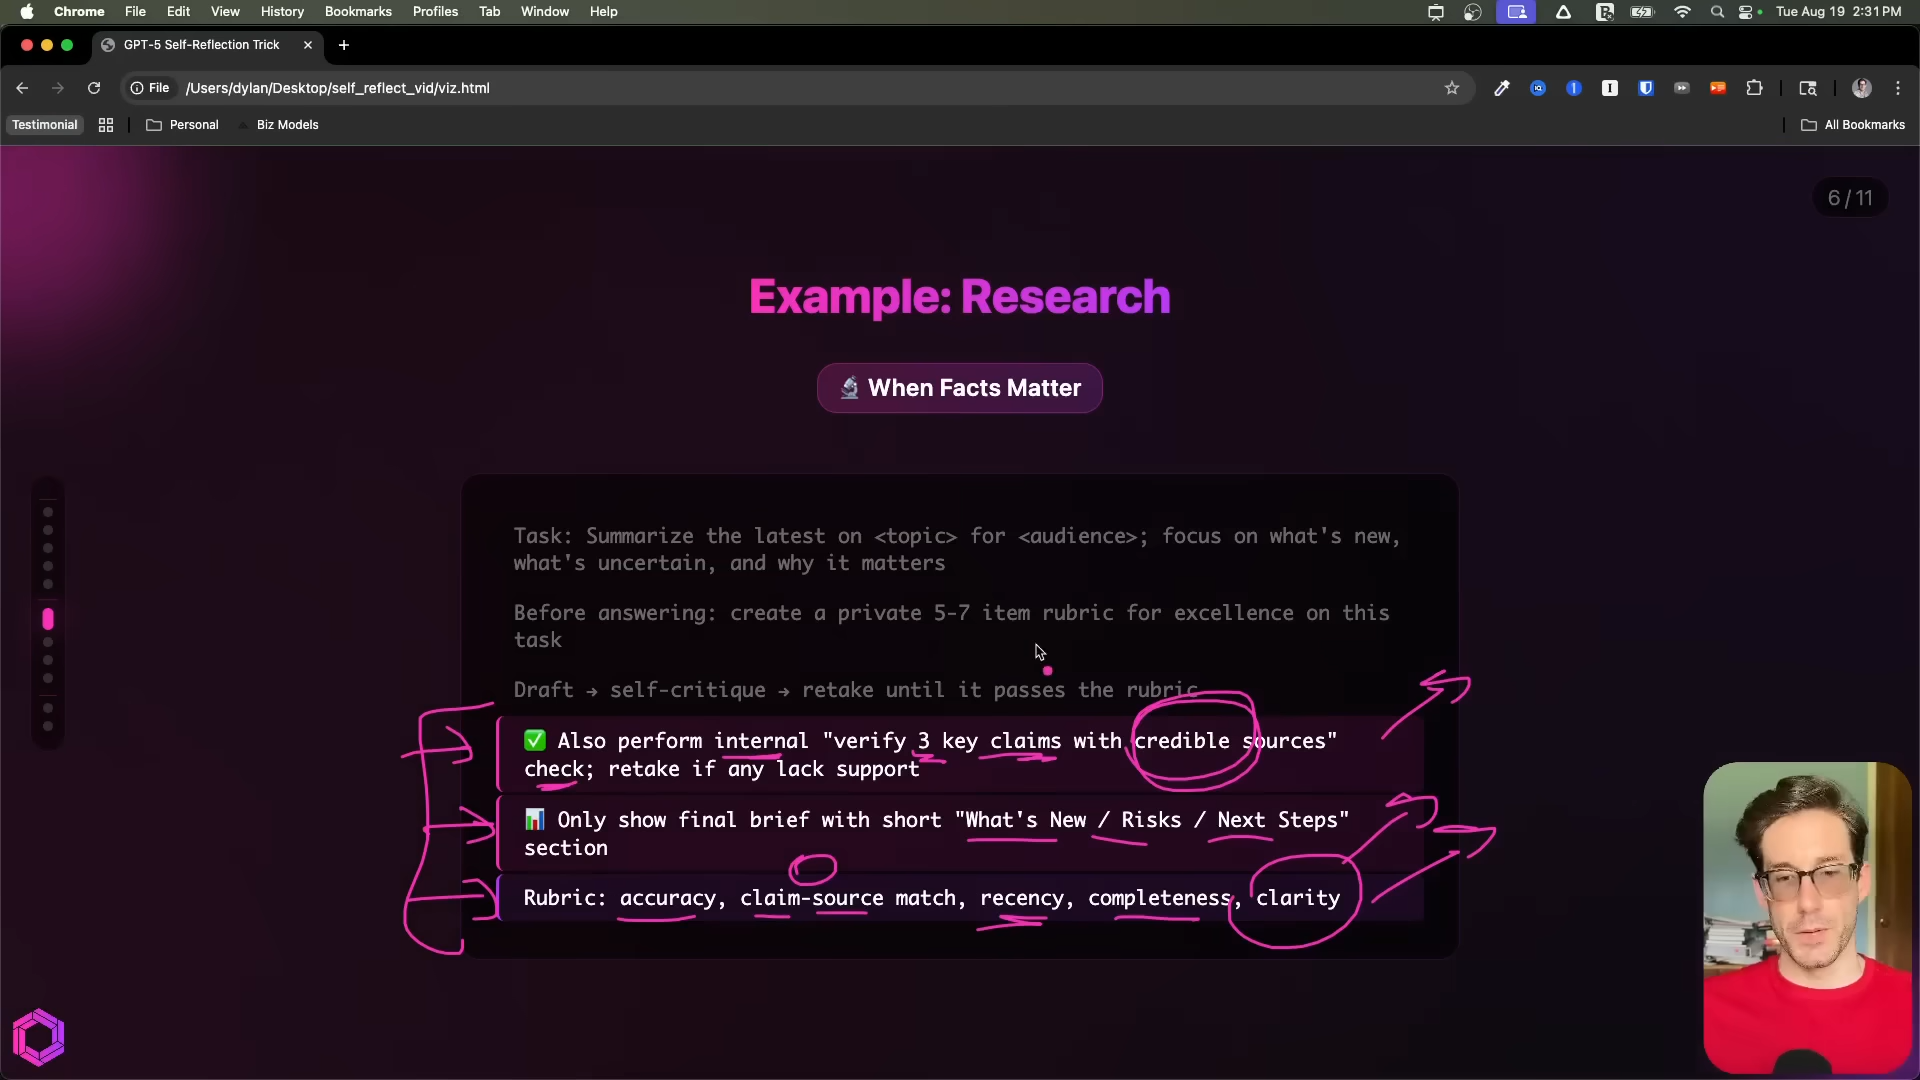 Chrome File Edit View History Bookmarks Profiles Tab Window Help Tue Aug 19 2:31 PM
GPT-5 Self-Reflection Trick
File /Users/dylan/Desktop/self_reflect_vid/viz.html
Testimonial Personal Biz Models All Bookmarks
6 / 11
Example: Research
🔬 When Facts Matter
Task: Summarize the latest on <topic> for <audience>; focus on what's new,
what's uncertain, and why it matters
Before answering: create a private 5-7 item rubric for excellence on this
task
Draft → self-critique → retake until it passes the rubric
✅ Also perform internal "verify 3 key claims with credible sources"
check; retake if any lack support
📊 Only show final brief with short "What's New / Risks / Next Steps"
section
Rubric: accuracy, claim-source match, recency, completeness, clarity